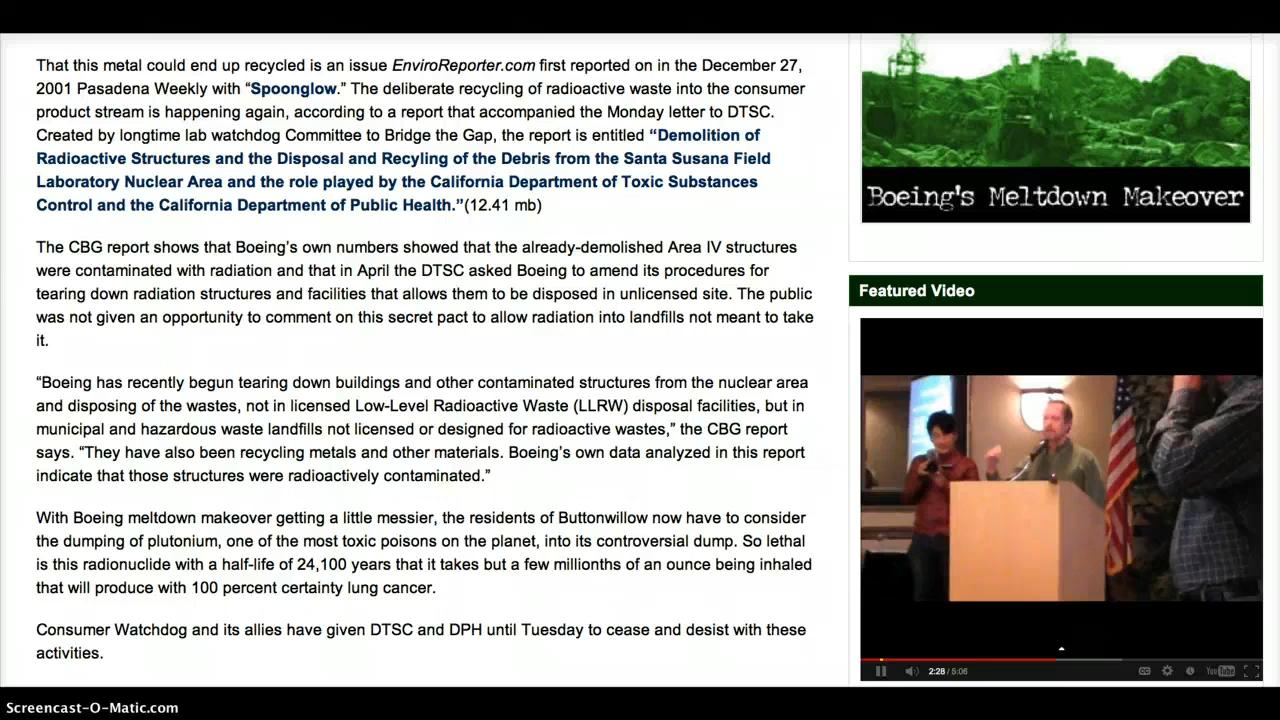 That this metal could end up recycled is an issue EnviroReporter.com first reported on in the December 27,
2001 Pasadena Weekly with “Spoonglow.” The deliberate recycling of radioactive waste into the consumer
product stream is happening again, according to a report that accompanied the Monday letter to DTSC.
Created by longtime lab watchdog Committee to Bridge the Gap, the report is entitled “Demolition of
Radioactive Structures and the Disposal and Recyling of the Debris from the Santa Susana Field
Laboratory Nuclear Area and the role played by the California Department of Toxic Substances
Control and the California Department of Public Health.”(12.41 mb)
The CBG report shows that Boeing’s own numbers showed that the already-demolished Area IV structures
were contaminated with radiation and that in April the DTSC asked Boeing to amend its procedures for
tearing down radiation structures and facilities that allows them to be disposed in unlicensed site. The public
was not given an opportunity to comment on this secret pact to allow radiation into landfills not meant to take
it.
“Boeing has recently begun tearing down buildings and other contaminated structures from the nuclear area
and disposing of the wastes, not in licensed Low-Level Radioactive Waste (LLRW) disposal facilities, but in
municipal and hazardous waste landfills not licensed or designed for radioactive wastes,” the CBG report
says. “They have also been recycling metals and other materials. Boeing’s own data analyzed in this report
indicate that those structures were radioactively contaminated.”
With Boeing meltdown makeover getting a little messier, the residents of Buttonwillow now have to consider
the dumping of plutonium, one of the most toxic poisons on the planet, into its controversial dump. So lethal
is this radionuclide with a half-life of 24,100 years that it takes but a few millionths of an ounce being inhaled
that will produce with 100 percent certainty lung cancer.
Consumer Watchdog and its allies have given DTSC and DPH until Tuesday to cease and desist with these
activities.
Boeing's Meltdown Makeover
Featured Video
2:28 / 5:06
YouTube
Screencast-O-Matic.com